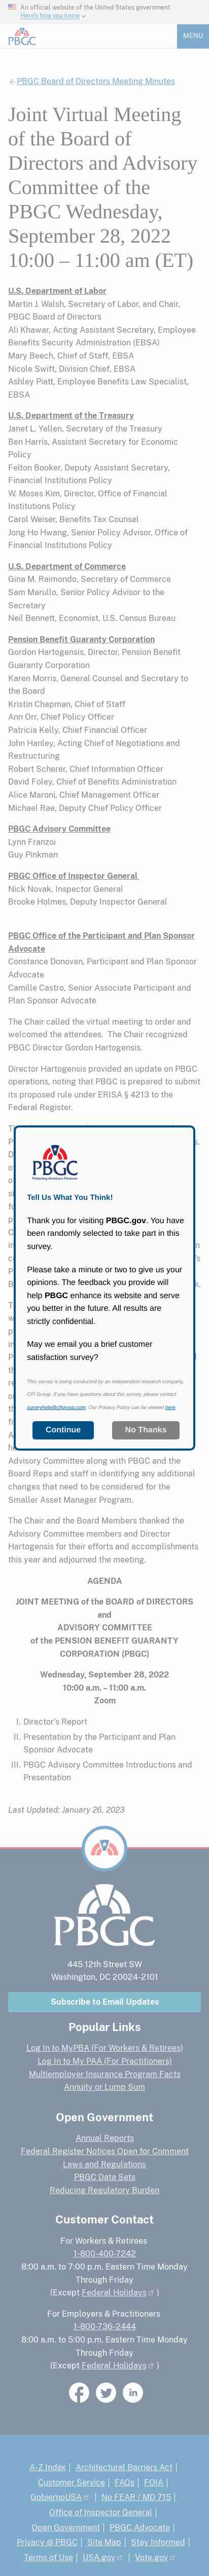 An official website of the United States government
Here's how you know
PBGC
MENU
PBGC Board of Directors Meeting Minutes
Joint Virtual Meeting
of the Board of
Directors and Advisory
Committee of the
PBGC Wednesday,
September 28, 2022
10:00 – 11:00 am (ET)
U.S. Department of Labor
Martin J. Walsh, Secretary of Labor, and Chair,
PBGC Board of Directors
Ali Khawar, Acting Assistant Secretary, Employee
Benefits Security Administration (EBSA)
Mary Beech, Chief of Staff, EBSA
Nicole Swift, Division Chief, EBSA
Ashley Piatt, Employee Benefits Law Specialist,
EBSA
U.S. Department of the Treasury
Janet L. Yellen, Secretary of the Treasury
Ben Harris, Assistant Secretary for Economic
Policy
Felton Booker, Deputy Assistant Secretary,
Financial Institutions Policy
W. Moses Kim, Director, Office of Financial
Institutions Policy
Carol Weiser, Benefits Tax Counsel
Jong Ho Hwang, Senior Policy Advisor, Office of
Financial Institutions Policy
U.S. Department of Commerce
Gina M. Raimondo, Secretary of Commerce
Sam Marullo, Senior Policy Advisor to the
Secretary
Neil Bennett, Economist, U.S. Census Bureau
Pension Benefit Guaranty Corporation
Gordon Hartogensis, Director, Pension Benefit
Guaranty Corporation
Karen Morris, General Counsel and Secretary to
the Board
Kristin Chapman, Chief of Staff
Ann Orr, Chief Policy Officer
Patricia Kelly, Chief Financial Officer
John Hanley, Acting Chief of Negotiations and
Restructuring
Robert Scherer, Chief Information Officer
David Foley, Chief of Benefits Administration
Alice Maroni, Chief Management Officer
Michael Rae, Deputy Chief Policy Officer
PBGC Advisory Committee
Lynn Franzoi
Guy Pinkman
PBGC Office of Inspector General
Nick Novak, Inspector General
Brooke Holmes, Deputy Inspector General
PBGC Office of the Participant and Plan Sponsor
Advocate
Constance Donovan, Participant and Plan Sponsor
Advocate
Camille Castro, Senior Associate Participant and
Plan Sponsor Advocate
The Chair called the virtual meeting to order and
welcomed the attendees. The Chair recognized
PBGC Director Gordon Hartogensis.
Director Hartogensis provided an update on PBGC
operations, noting that PBGC is prepared to submit
its proposed rule under ERISA § 4213 to the
Federal Register.
PBGC
Protecting America's Pensions
Tell Us What You Think!
Thank you for visiting PBGC.gov. You have
been randomly selected to take part in this
survey.
Please take a minute or two to give us your
opinions. The feedback you provide will
help PBGC enhance its website and serve
you better in the future. All results are
strictly confidential.
May we email you a brief customer
satisfaction survey?
This survey is being conducted by an independent research company,
CFI Group. If you have questions about this survey, please contact
surveyhelp@cfigroup.com. Our Privacy Policy can be viewed here.
Continue
No Thanks
Advisory Committee along with PBGC and the
Board Reps and staff in identifying any additional
changes that need to be considered for the
Smaller Asset Manager Program.
The Chair and the Board Members thanked the
Advisory Committee members and Director
Hartogensis for their efforts and accomplishments
this year and adjourned the meeting.
AGENDA
JOINT MEETING of the BOARD of DIRECTORS
and
ADVISORY COMMITTEE
of the PENSION BENEFIT GUARANTY
CORPORATION (PBGC)
Wednesday, September 28, 2022
10:00 a.m. – 11:00 a.m.
Zoom
I. Director's Report
II. Presentation by the Participant and Plan
Sponsor Advocate
III. PBGC Advisory Committee Introductions and
Presentation
Last Updated: January 26, 2023
PBGC
445 12th Street SW
Washington, DC 20024-2101
Subscribe to Email Updates
Popular Links
Log In to MyPBA (For Workers & Retirees)
Log In to My PAA (For Practitioners)
Multiemployer Insurance Program Facts
Annuity or Lump Sum
Open Government
Annual Reports
Federal Register Notices Open for Comment
Laws and Regulations
PBGC Data Sets
Reducing Regulatory Burden
Customer Contact
For Workers & Retirees
1-800-400-7242
8:00 a.m. to 7:00 p.m. Eastern Time Monday
Through Friday
(Except Federal Holidays)
For Employers & Practitioners
1-800-736-2444
8:00 a.m. to 5:00 p.m. Eastern Time Monday
Through Friday
(Except Federal Holidays)
A-Z Index | Architectural Barriers Act |
Customer Service | FAQs | FOIA |
GobiernoUSA | No FEAR / MD 715 |
Office of Inspector General |
Open Government | PBGC Advocate |
Privacy @ PBGC | Site Map | Stay Informed |
Terms of Use | USA.gov | Vote.gov